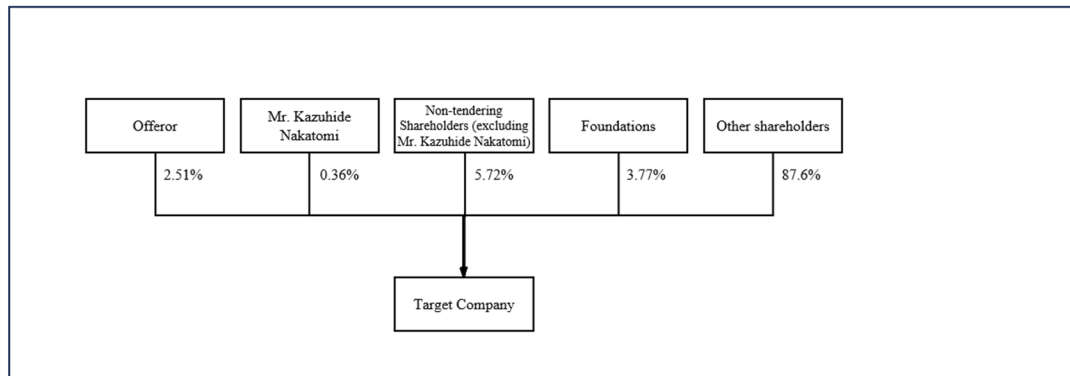 Offeror
Mr. Kazuhide
Nakatomi
Non-tendering
Shareholders (excluding
Mr. Kazuhide Nakatomi)
Foundations
Other shareholders
2.51%
0.36%
5.72%
3.77%
87.6%
Target Company